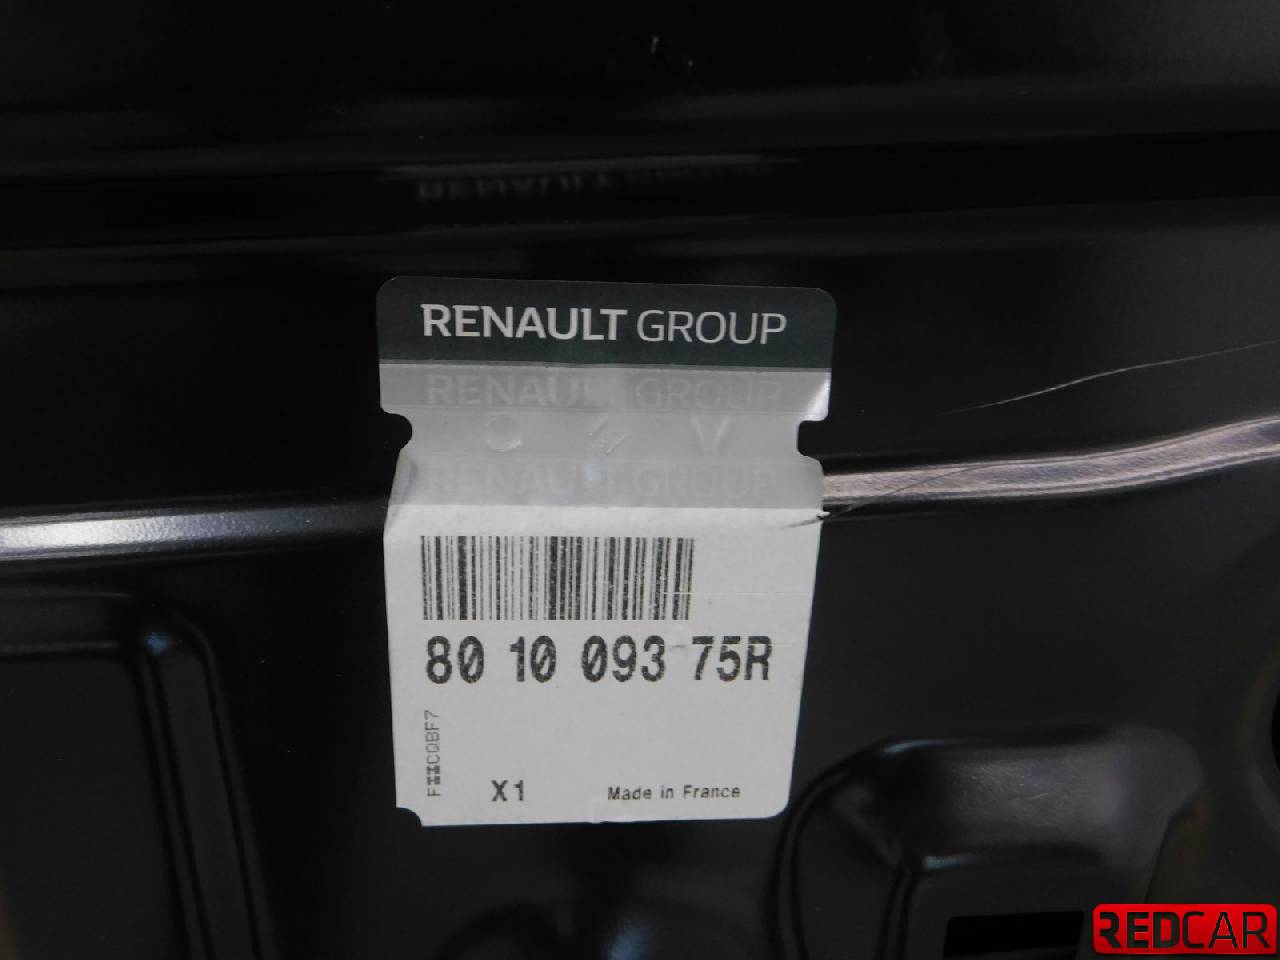 RENAULT GROUP
RENAULT GROUP
RENAULT GROUP
80 10 093 75R
X1
Made in France
REDCAR